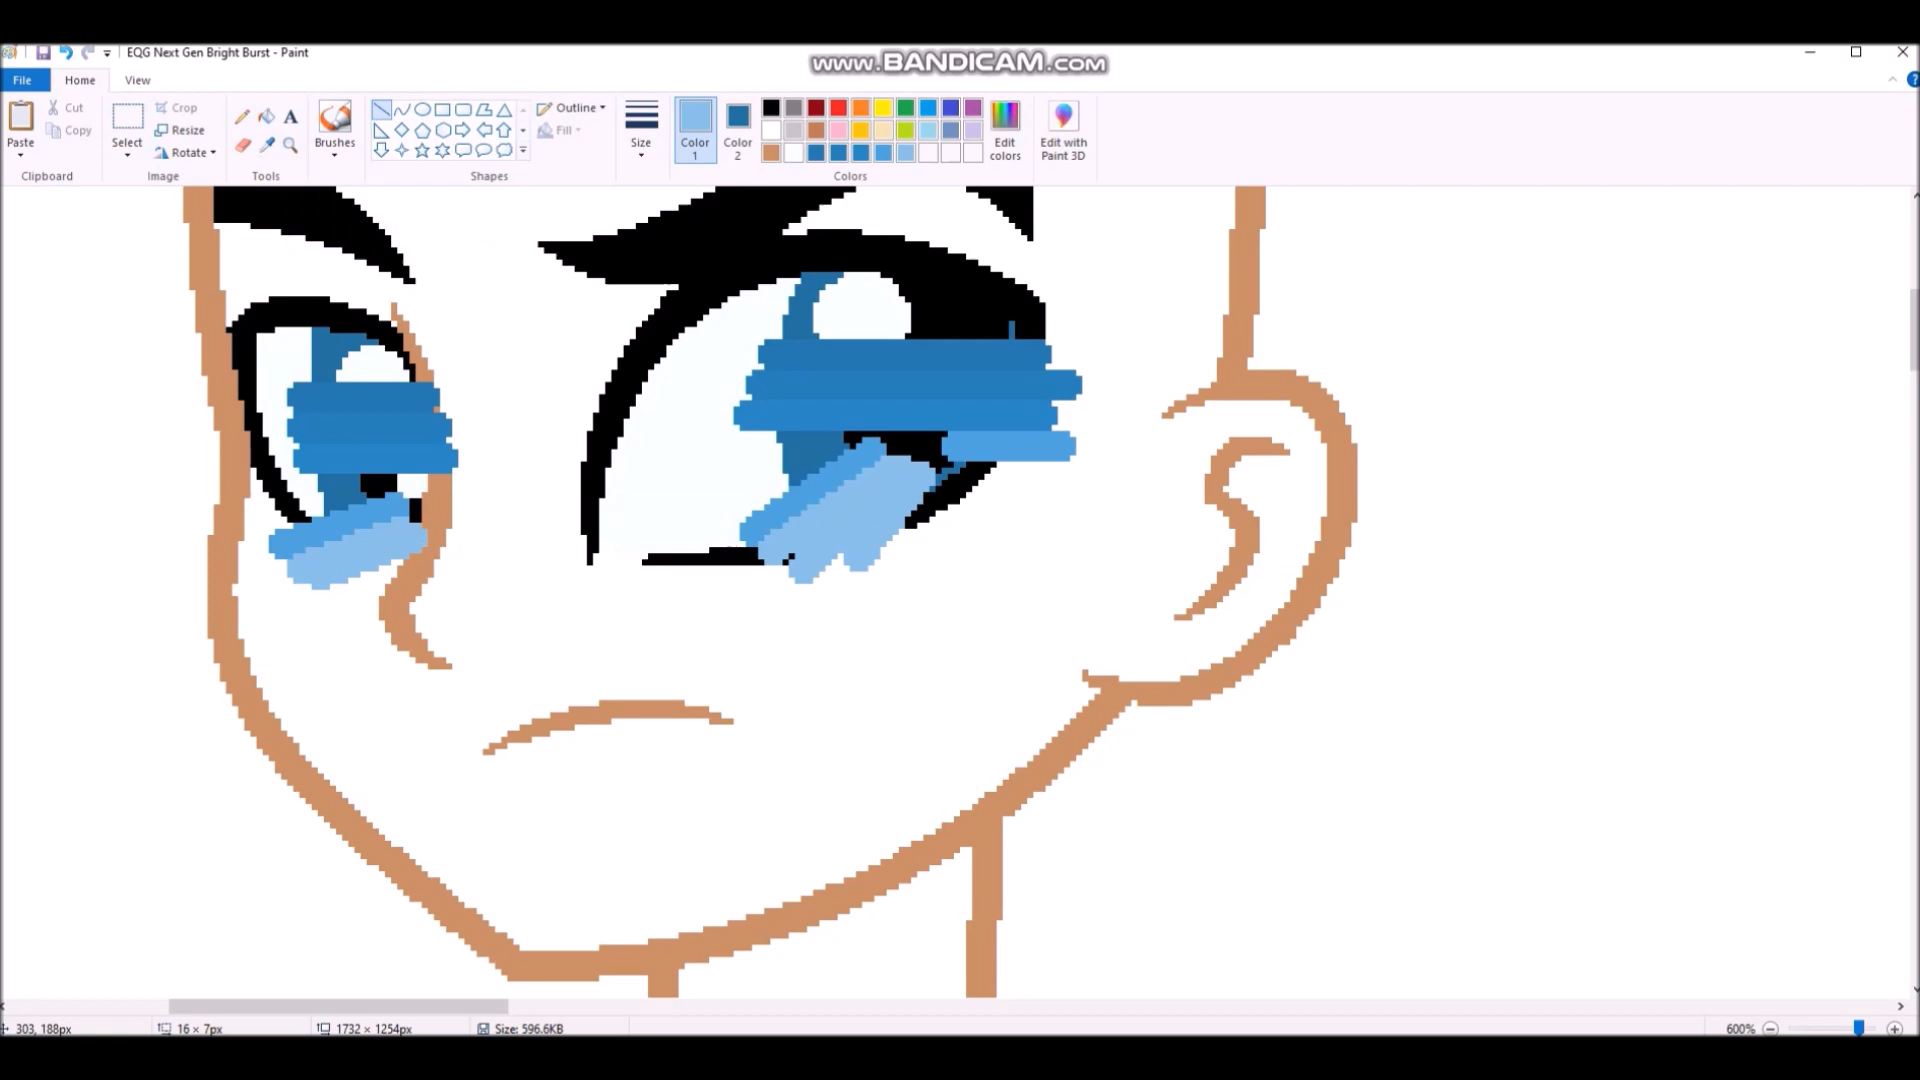 EQG Next Gen Bright Burst - Paint
www.BANDICAM.com
File
Home
View
Paste
Cut
Copy
Clipboard
Select
Crop
Resize
Rotate
Image
A
Tools
Brushes
Shapes
Outline
Fill
Size
Color
1
Color
2
Edit
colors
Colors
Edit with
Paint 3D
303, 188px
16 × 7px
1732 × 1254px
Size: 596.6KB
600%